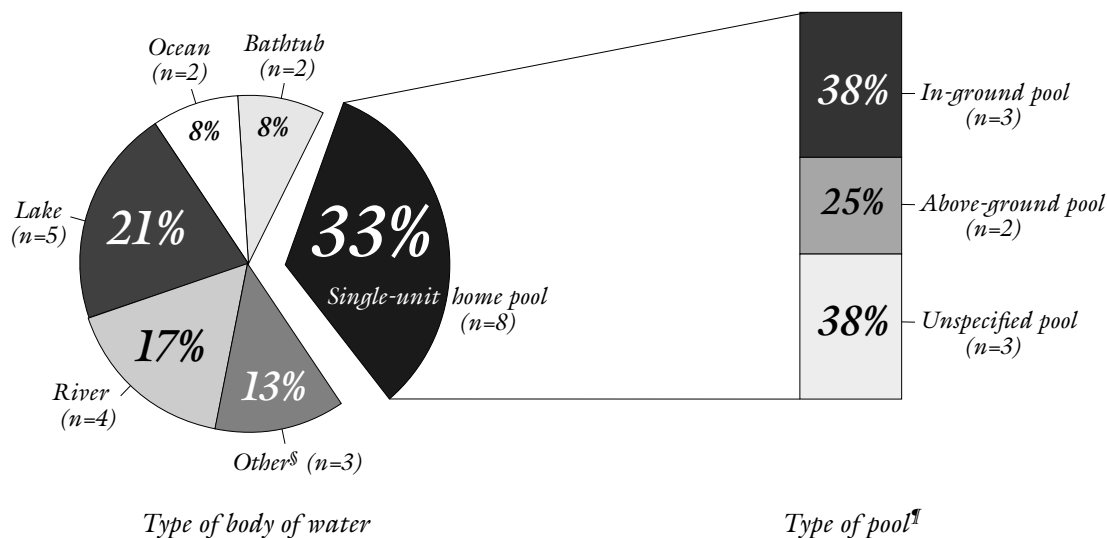 Ocean
(n=2)
Bathtub
(n=2)
8%
8%
Lake
(n=5)
21%
33%
Single-unit home pool
(n=8)
17%
River
(n=4)
13%
Other§ (n=3)
Type of body of water
38%
In-ground pool
(n=3)
25%
Above-ground pool
(n=2)
38%
Unspecified pool
(n=3)
Type of pool¶